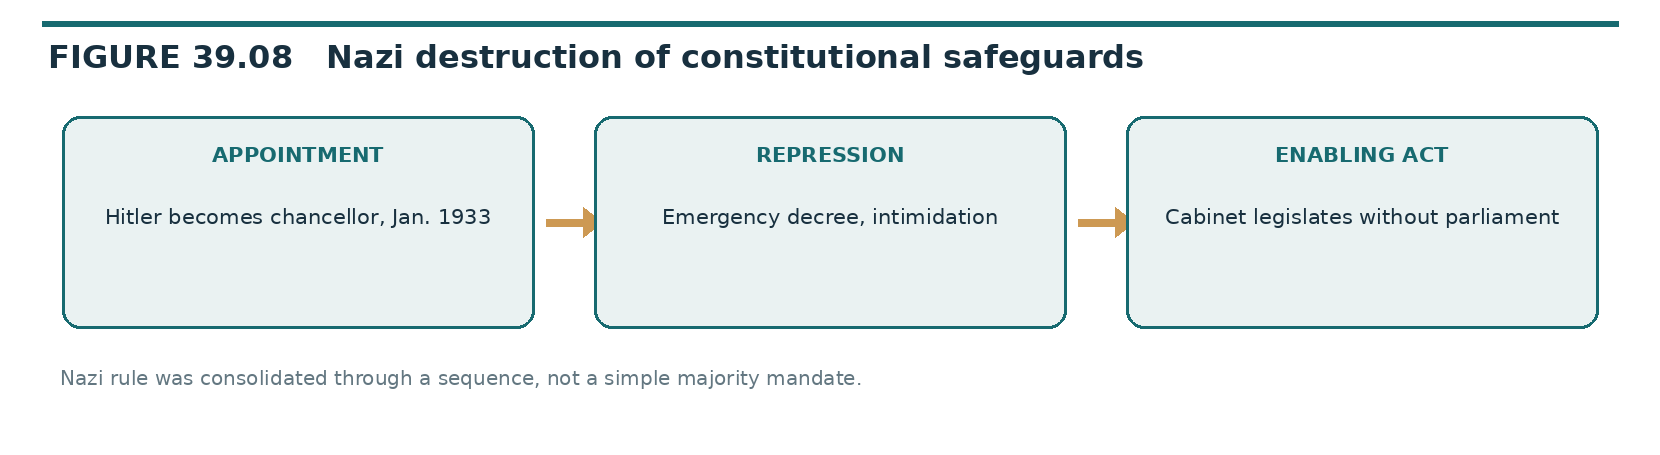 FIGURE 39.08   Nazi destruction of constitutional safeguards
APPOINTMENT
Hitler becomes chancellor, Jan. 1933
REPRESSION
Emergency decree, intimidation
ENABLING ACT
Cabinet legislates without parliament
Nazi rule was consolidated through a sequence, not a simple majority mandate.